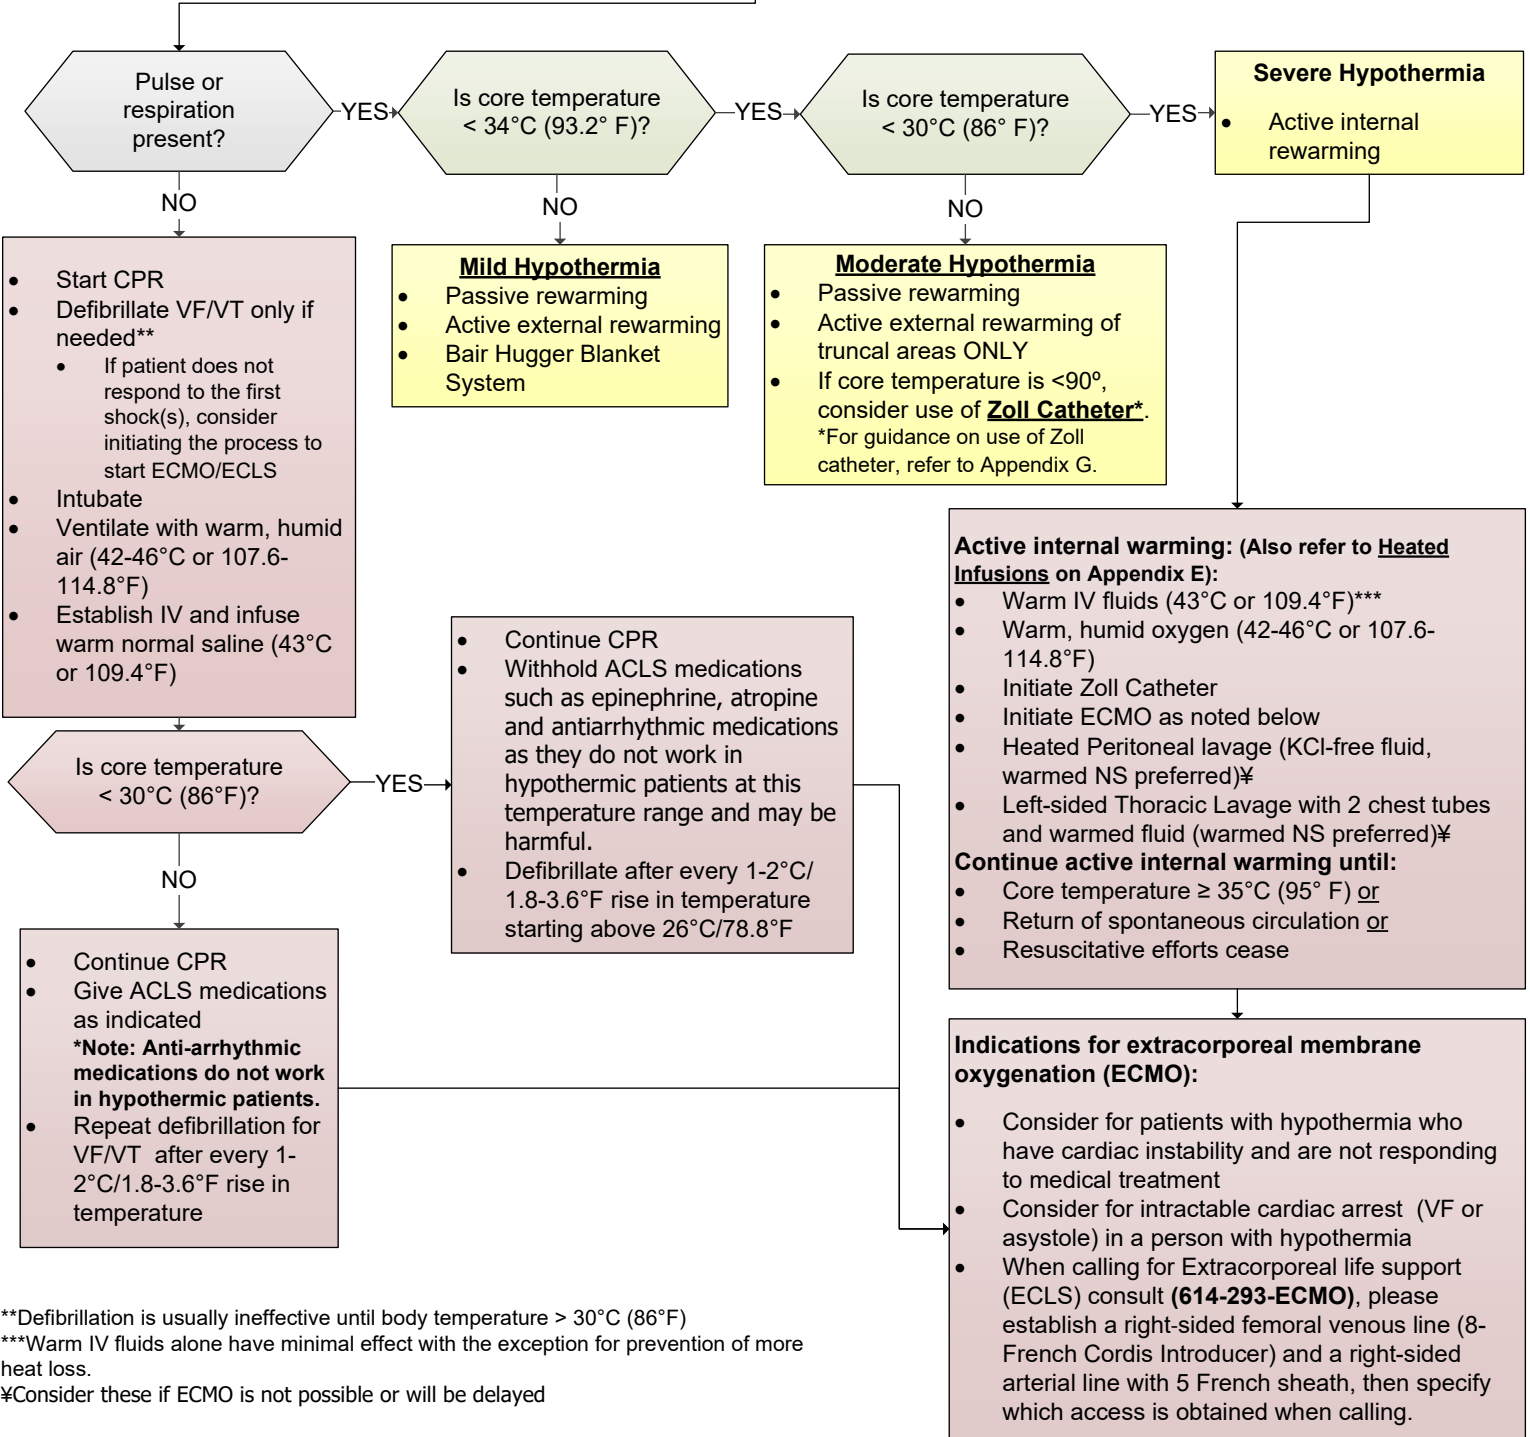 Pulse or
respiration
present?
YES
Is core temperature
< 34°C (93.2° F)?
YES
Is core temperature
< 30°C (86° F)?
YES
Severe Hypothermia
• Active internal
rewarming
NO
NO
NO
• Start CPR
• Defibrillate VF/VT only if
needed**
• If patient does not
respond to the first
shock(s), consider
initiating the process to
start ECMO/ECLS
• Intubate
• Ventilate with warm, humid
air (42-46°C or 107.6-
114.8°F)
• Establish IV and infuse
warm normal saline (43°C
or 109.4°F)
Mild Hypothermia
• Passive rewarming
• Active external rewarming
• Bair Hugger Blanket
System
Moderate Hypothermia
• Passive rewarming
• Active external rewarming of
truncal areas ONLY
• If core temperature is <90º,
consider use of Zoll Catheter*.
*For guidance on use of Zoll
catheter, refer to Appendix G.
Is core temperature
< 30°C (86°F)?
YES
NO
• Continue CPR
• Withhold ACLS medications
such as epinephrine, atropine
and antiarrhythmic medications
as they do not work in
hypothermic patients at this
temperature range and may be
harmful.
• Defibrillate after every 1-2°C/
1.8-3.6°F rise in temperature
starting above 26°C/78.8°F
• Continue CPR
• Give ACLS medications
as indicated
*Note: Anti-arrhythmic
medications do not work
in hypothermic patients.
• Repeat defibrillation for
VF/VT after every 1-
2°C/1.8-3.6°F rise in
temperature
Active internal warming: (Also refer to Heated
Infusions on Appendix E):
• Warm IV fluids (43°C or 109.4°F)***
• Warm, humid oxygen (42-46°C or 107.6-
114.8°F)
• Initiate Zoll Catheter
• Initiate ECMO as noted below
• Heated Peritoneal lavage (KCl-free fluid,
warmed NS preferred)¥
• Left-sided Thoracic Lavage with 2 chest tubes
and warmed fluid (warmed NS preferred)¥
Continue active internal warming until:
• Core temperature ≥ 35°C (95° F) or
• Return of spontaneous circulation or
• Resuscitative efforts cease
Indications for extracorporeal membrane
oxygenation (ECMO):
• Consider for patients with hypothermia who
have cardiac instability and are not responding
to medical treatment
• Consider for intractable cardiac arrest (VF or
asystole) in a person with hypothermia
• When calling for Extracorporeal life support
(ECLS) consult (614-293-ECMO), please
establish a right-sided femoral venous line (8-
French Cordis Introducer) and a right-sided
arterial line with 5 French sheath, then specify
which access is obtained when calling.
**Defibrillation is usually ineffective until body temperature > 30°C (86°F)
***Warm IV fluids alone have minimal effect with the exception for prevention of more
heat loss.
¥Consider these if ECMO is not possible or will be delayed